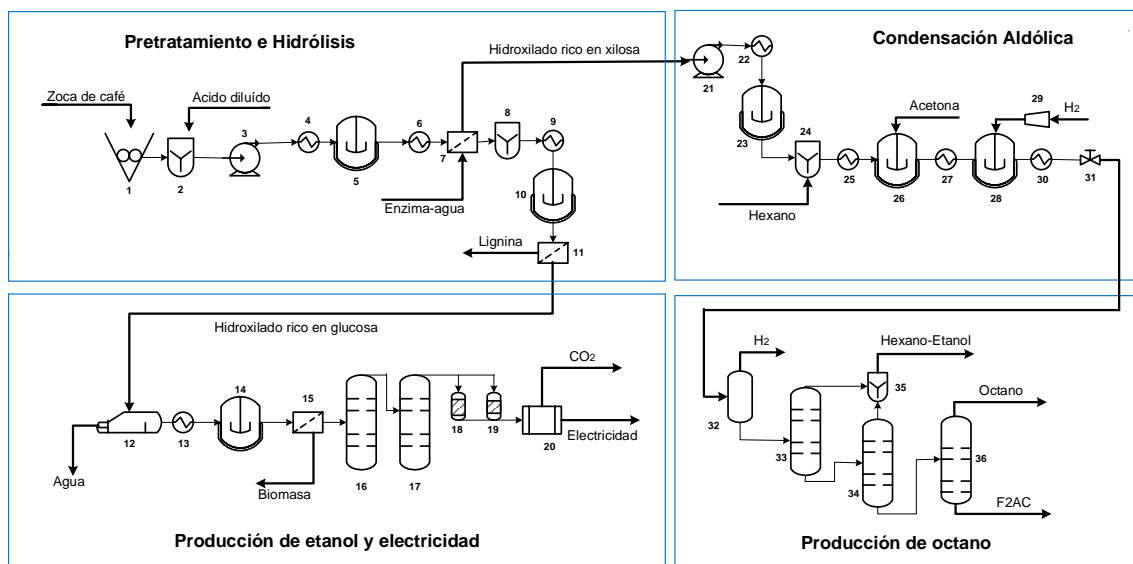 Pretratamiento e Hidrólisis
Hidroxilado rico en xilosa
Zoca de café
Acido diluído
1
2
3
4
5
6
7
8
9
10
11
Enzima-agua
Lignina
Condensación Aldólica
21
22
23
24
25
26
27
28
29
30
31
Acetona
H2
Hexano
Hidroxilado rico en glucosa
CO2
12
13
14
15
16
17
18
19
20
Electricidad
Agua
Biomasa
Producción de etanol y electricidad
H2
Hexano-Etanol
Octano
32
33
34
35
36
F2AC
Producción de octano